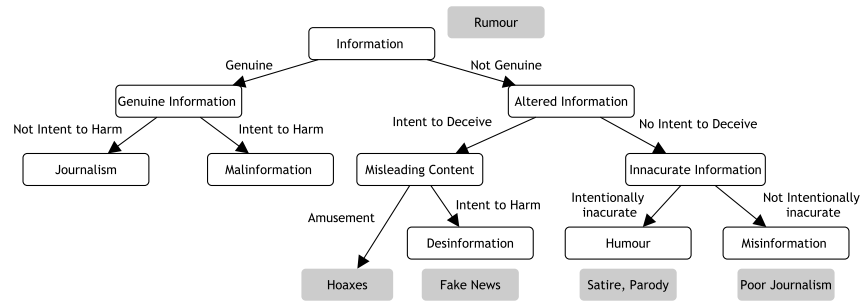 Rumour
Information
Genuine
Not Genuine
Genuine Information
Altered Information
Not Intent to Harm
Intent to Harm
Intent to Deceive
No Intent to Deceive
Journalism
Malinformation
Misleading Content
Innacurate Information
Amusement
Intent to Harm
Intentionally
inacurate
Not Intentionally
inacurate
Desinformation
Humour
Misinformation
Hoaxes
Fake News
Satire, Parody
Poor Journalism